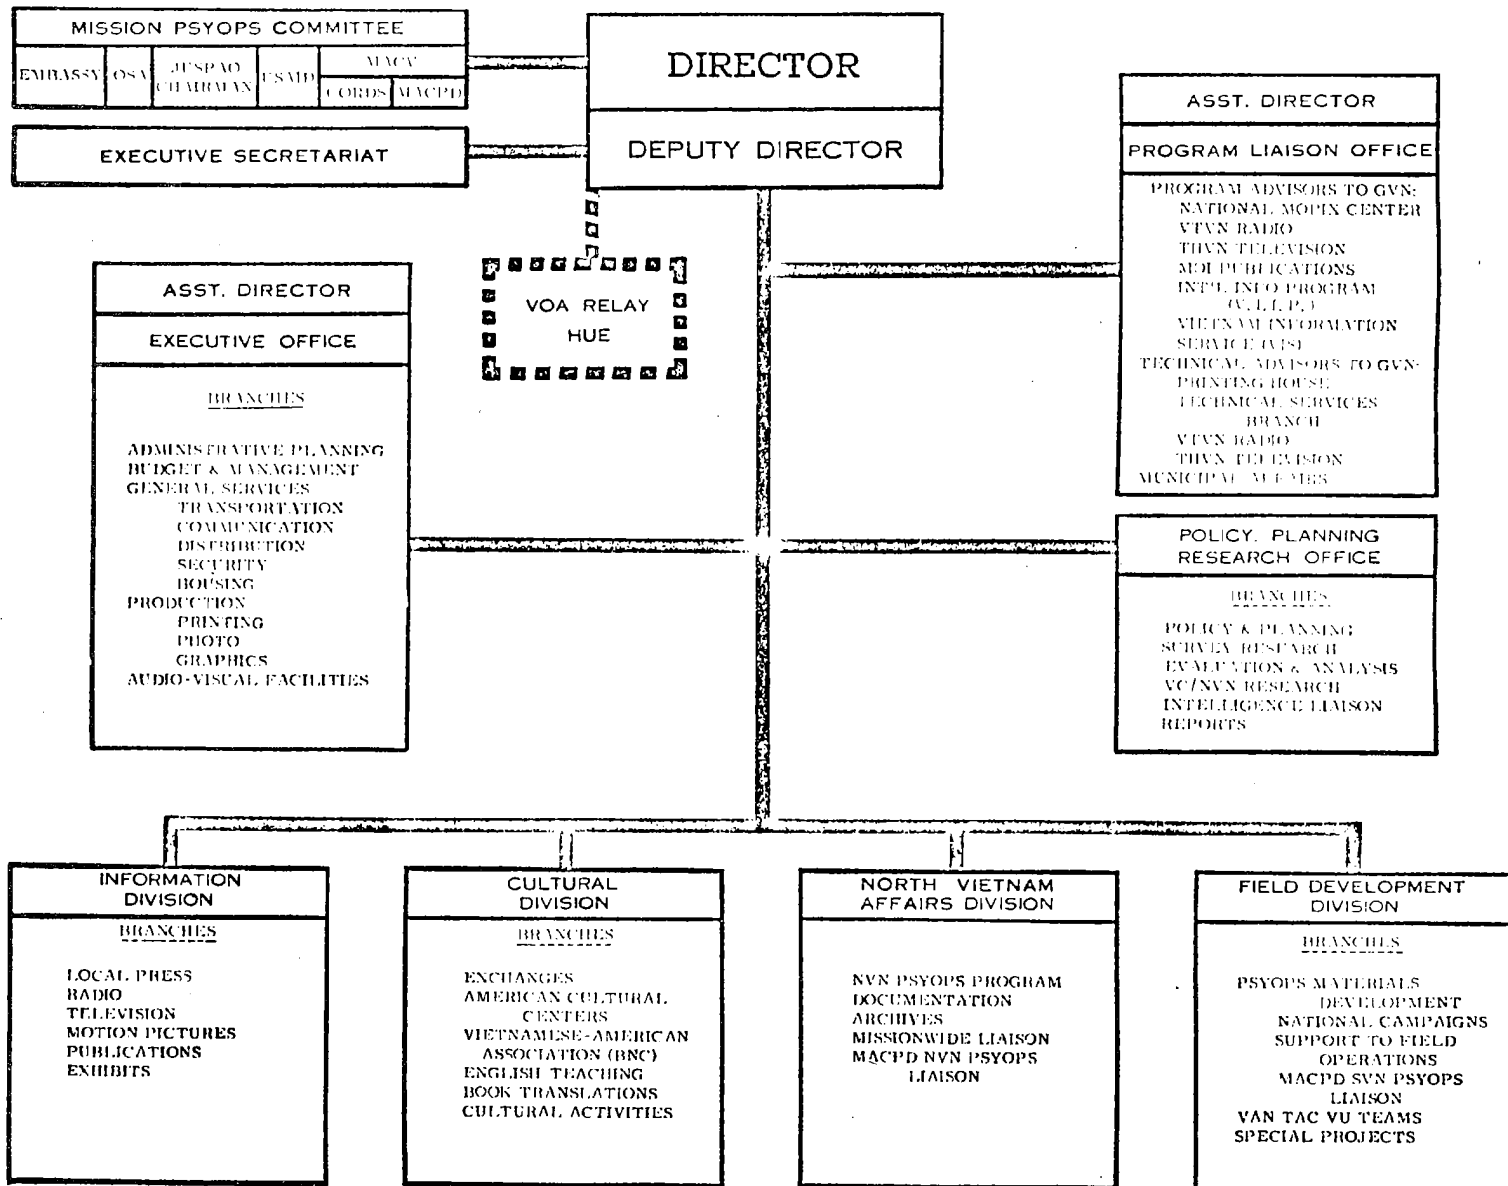 MISSION PSYOPS COMMITTEE
EMBASSY
OSA
JUSPAO
CHAIRMAN
USAID
MACV
CORDS
MACPD
EXECUTIVE SECRETARIAT
DIRECTOR
DEPUTY DIRECTOR
VOA RELAY
HUE
ASST. DIRECTOR
PROGRAM LIAISON OFFICE
PROGRAM ADVISORS TO GVN:
NATIONAL MOPIX CENTER
VTVN RADIO
THVN TELEVISION
MOI PUBLICATIONS
INT'L INFO PROGRAM
(V.I.I.P.)
VIETNAM INFORMATION
SERVICE (VIS)
TECHNICAL ADVISORS TO GVN:
PRINTING HOUSE
TECHNICAL SERVICES
BRANCH
VTVN RADIO
THVN TELEVISION
MUNICIPAL AFFAIRS
ASST. DIRECTOR
EXECUTIVE OFFICE
BRANCHES
ADMINISTRATIVE PLANNING
BUDGET & MANAGEMENT
GENERAL SERVICES
TRANSPORTATION
COMMUNICATION
DISTRIBUTION
SECURITY
HOUSING
PRODUCTION
PRINTING
PHOTO
GRAPHICS
AUDIO-VISUAL FACILITIES
POLICY. PLANNING
RESEARCH OFFICE
BRANCHES
POLICY & PLANNING
SURVEY RESEARCH
EVALUATION & ANALYSIS
VC/NVN RESEARCH
INTELLIGENCE LIAISON
REPORTS
INFORMATION
DIVISION
BRANCHES
LOCAL PRESS
RADIO
TELEVISION
MOTION PICTURES
PUBLICATIONS
EXHIBITS
CULTURAL
DIVISION
BRANCHES
EXCHANGES
AMERICAN CULTURAL
CENTERS
VIETNAMESE-AMERICAN
ASSOCIATION (BNC)
ENGLISH TEACHING
BOOK TRANSLATIONS
CULTURAL ACTIVITIES
NORTH VIETNAM
AFFAIRS DIVISION
NVN PSYOPS PROGRAM
DOCUMENTATION
ARCHIVES
MISSIONWIDE LIAISON
MACPD NVN PSYOPS
LIAISON
FIELD DEVELOPMENT
DIVISION
BRANCHES
PSYOPS MATERIALS
DEVELOPMENT
NATIONAL CAMPAIGNS
SUPPORT TO FIELD
OPERATIONS
MACPD SVN PSYOPS
LIAISON
VAN TAC VU TEAMS
SPECIAL PROJECTS